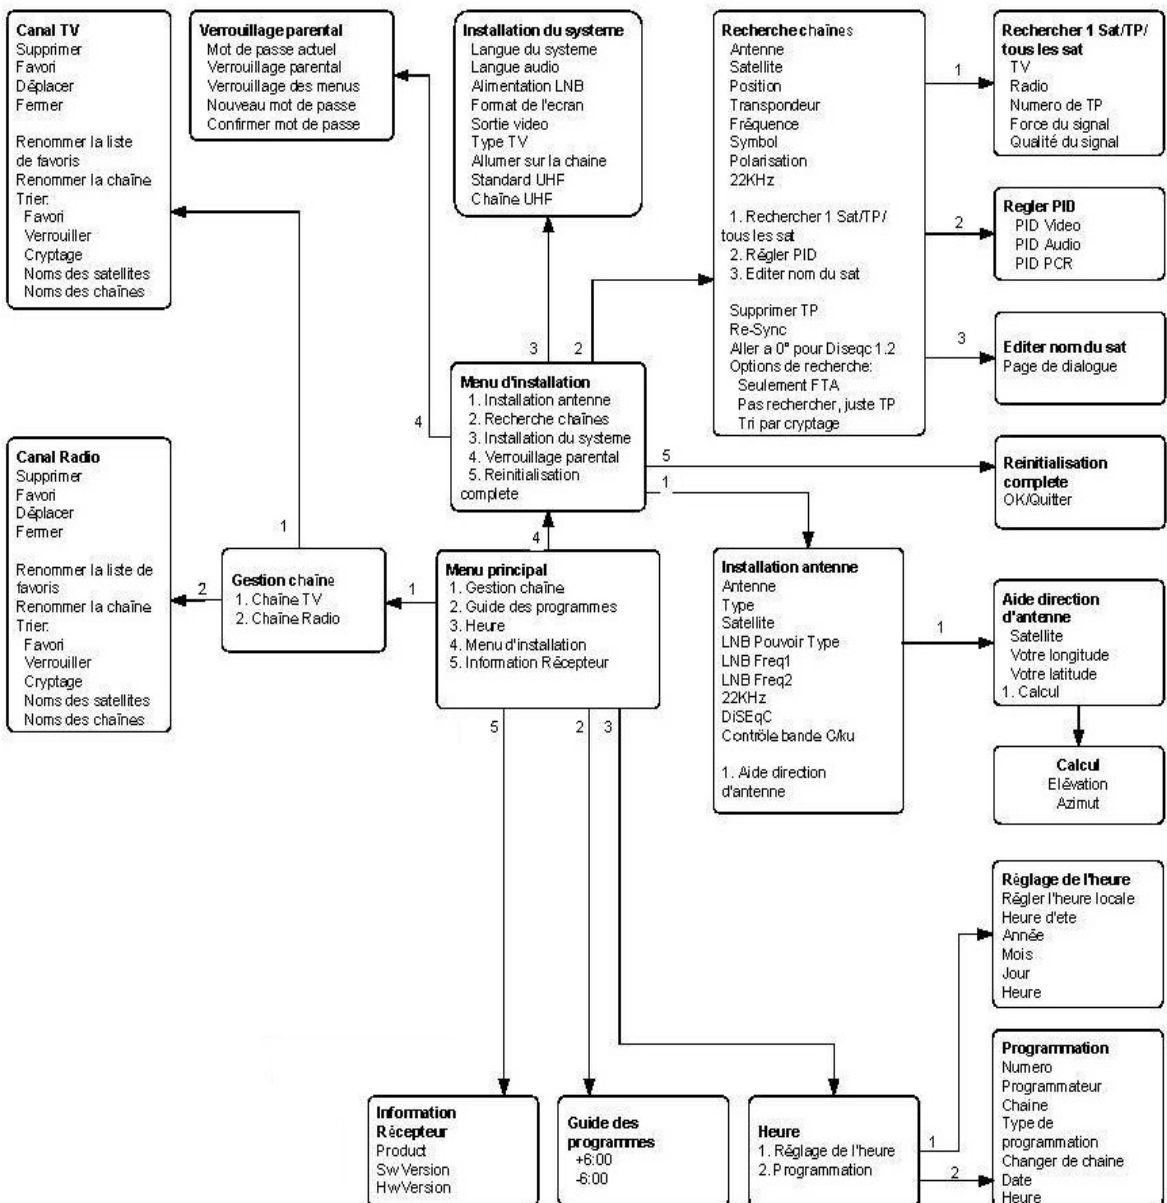 Canal TV
Supprimer
Favori
Déplacer
Fermer
Renommer la liste
de favoris
Renommer la chaîne
Trier:
Favori
Verrouiller
Cryptage
Noms des satellites
Noms des chaînes
Verrouillage parental
Mot de passe actuel
Verrouillage parental
Verrouillage des menus
Nouveau mot de passe
Confirmer mot de passe
Installation du systeme
Langue du systeme
Langue audio
Alimentation LNB
Format de l'ecran
Sortie video
Type TV
Allumer sur la chaine
Standard UHF
Chaîne UHF
Recherche chaînes
Antenne
Satellite
Position
Transpondeur
Fréquence
Symbol
Polarisation
22KHz
1. Rechercher 1 Sat/TP/
tous les sat
2. Régler PID
3. Editer nom du sat
Supprimer TP
Re-Sync
Aller a 0° pour Diseqc 1.2
Options de recherche:
Seulement FTA
Pas rechercher, juste TP
Tri par cryptage
1
Rechercher 1 Sat/TP/
tous les sat
TV
Radio
Numero de TP
Force du signal
Qualité du signal
2
Regler PID
PID Video
PID Audio
PID PCR
3
Editer nom du sat
Page de dialogue
3
2
4
Menu d'installation
1. Installation antenne
2. Recherche chaînes
3. Installation du systeme
4. Verrouillage parental
5. Reinitialisation
complete
5
1
Reinitialisation
complete
OK/Quitter
Canal Radio
Supprimer
Favori
Déplacer
Fermer
Renommer la liste de
favoris
Renommer la chaîne
Trier:
Favori
Verrouiller
Cryptage
Noms des satellites
Noms des chaînes
1
2
Gestion chaîne
1. Chaîne TV
2. Chaîne Radio
1
4
Menu principal
1. Gestion chaîne
2. Guide des programmes
3. Heure
4. Menu d'installation
5. Information Récepteur
5
2
3
Installation antenne
Antenne
Type
Satellite
LNB Pouvoir Type
LNB Freq1
LNB Freq2
22KHz
DiSEqC
Contrôle bande C/ku
1. Aide direction
d'antenne
1
Aide direction
d'antenne
Satellite
Votre longitude
Votre latitude
1. Calcul
Calcul
Elévation
Azimut
Réglage de l'heure
Régler l'heure locale
Heure d'ete
Année
Mois
Jour
Heure
Information
Récepteur
Product
Sw Version
Hw Version
Guide des
programmes
+6:00
-6:00
Heure
1. Réglage de l'heure
2. Programmation
1
2
Programmation
Numero
Programmateur
Chaine
Type de
programmation
Changer de chaine
Date
Heure